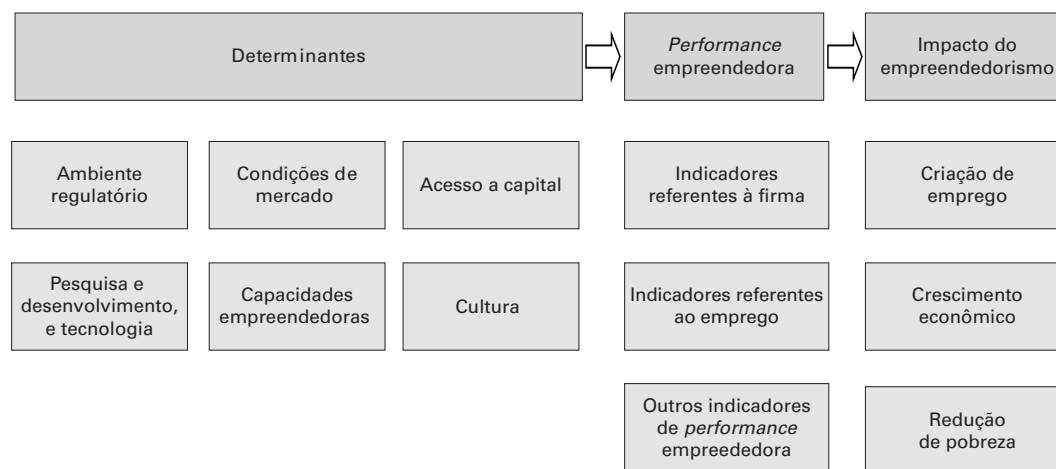 Determinantes
Performance
empreendedora
Impacto do
empreendedorismo
Ambiente
regulatório
Condições de
mercado
Acesso a capital
Indicadores
referentes à firma
Criação de
emprego
Pesquisa e
desenvolvimento,
e tecnologia
Capacidades
empreendedoras
Cultura
Indicadores referentes
ao emprego
Crescimento
econômico
Outros indicadores
de performance
empreededora
Redução
de pobreza